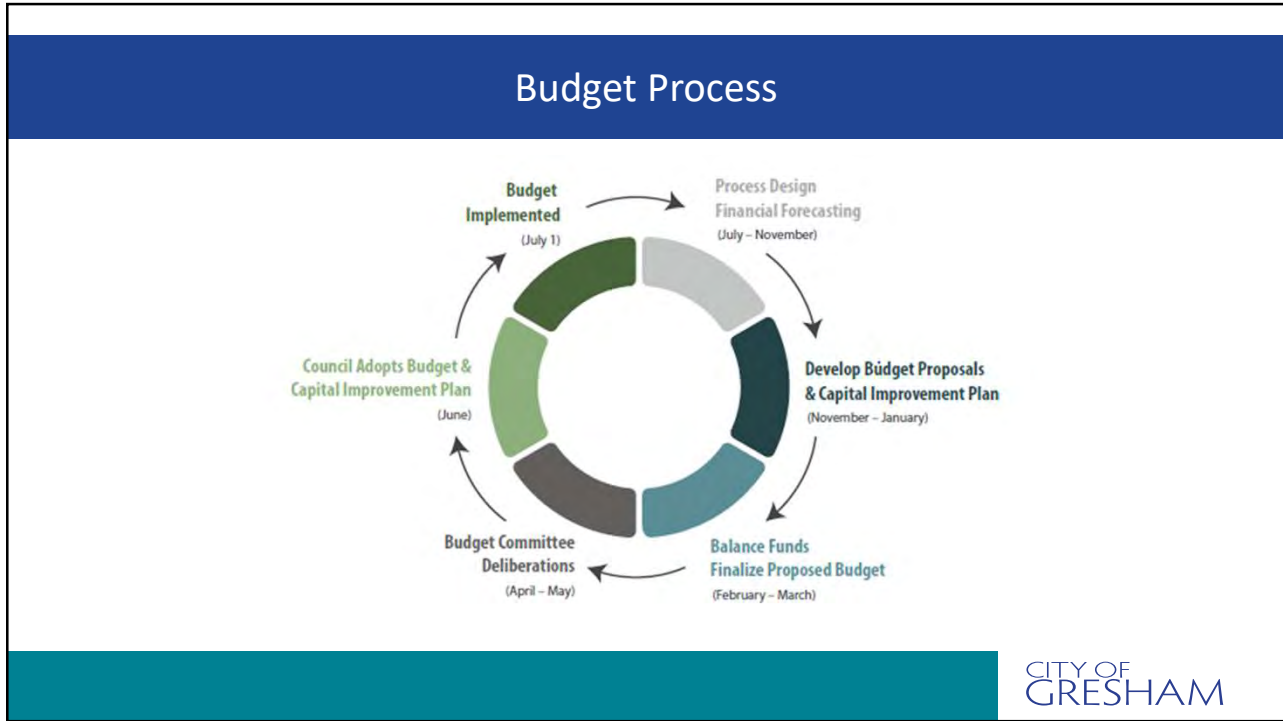 Budget Process
Budget
Implemented
(July 1)
Process Design
Financial Forecasting
(July – November)
Develop Búdget Proposals
& Capital Improvement Plan
(November – January)
Balance Funds
Finalize Proposed Budget
(February – March)
Budget Committee
Deliberations
(April – May)
Council Adopts Budget &
Capital Improvement Plan
(June)
CITY OF
GRESHAM